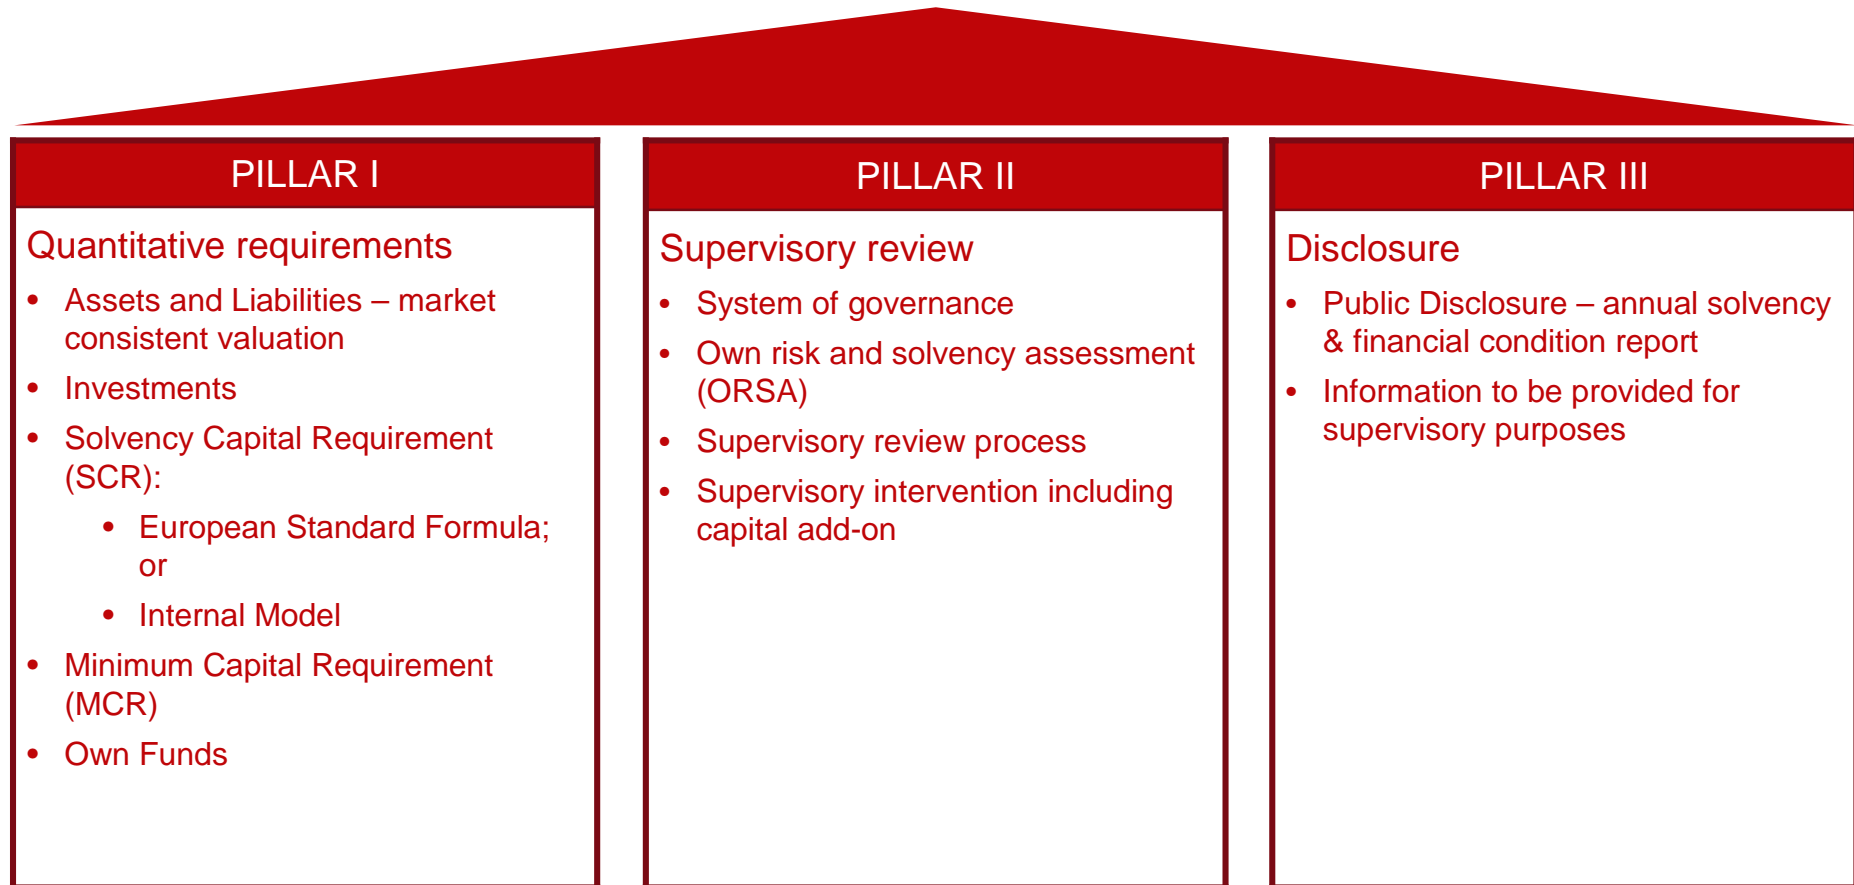 PILLAR I
Quantitative requirements
• Assets and Liabilities – market
consistent valuation
• Investments
• Solvency Capital Requirement
(SCR):
• European Standard Formula;
or
• Internal Model
• Minimum Capital Requirement
(MCR)
• Own Funds
PILLAR II
Supervisory review
• System of governance
• Own risk and solvency assessment
(ORSA)
• Supervisory review process
• Supervisory intervention including
capital add-on
PILLAR III
Disclosure
• Public Disclosure – annual solvency
& financial condition report
• Information to be provided for
supervisory purposes